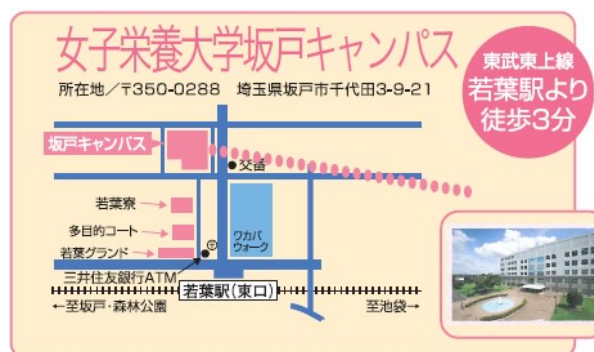 女子栄養大学坂戸キャンパス
所在地／〒350-0288　埼玉県坂戸市千代田3-9-21
東武東上線
若葉駅より
徒歩3分
坂戸キャンパス
交番
若葉寮
多目的コート
若葉グランド
ワカバ
ウォーク
〒
三井住友銀行ATM
若葉駅(東口)
←至坂戸・森林公園
至池袋→